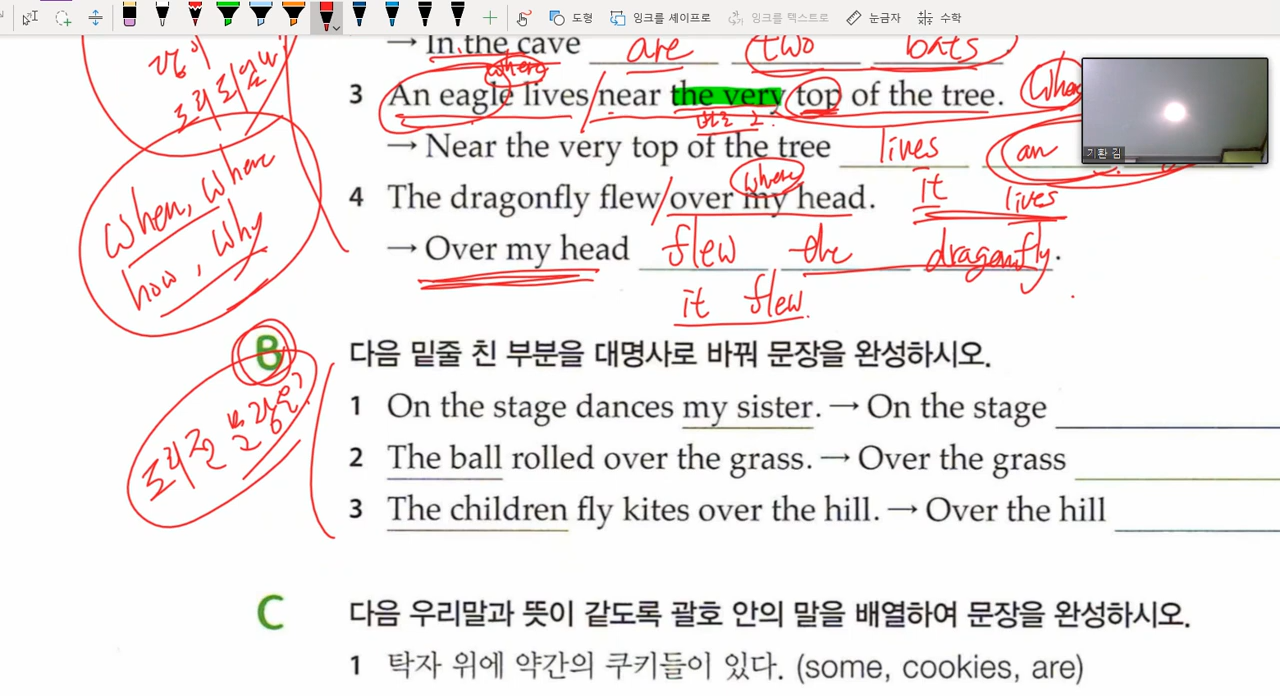 도형 잉크를 셰이프로 잉크를 텍스트로 눈금자 수학
→ In the cave are two bats
where
3 An eagle lives / near the very top of the tree.
바로 그
→ Near the very top of the tree lives an
기환 김
where
it lives
4 The dragonfly flew / over my head.
→ Over my head flew the dragonfly.
it flew.
when, where
how, why
B 다음 밑줄 친 부분을 대명사로 바꿔 문장을 완성하시오.
1 On the stage dances my sister. → On the stage
2 The ball rolled over the grass. → Over the grass
3 The children fly kites over the hill. → Over the hill
C 다음 우리말과 뜻이 같도록 괄호 안의 말을 배열하여 문장을 완성하시오.
1 탁자 위에 약간의 쿠키들이 있다. (some, cookies, are)